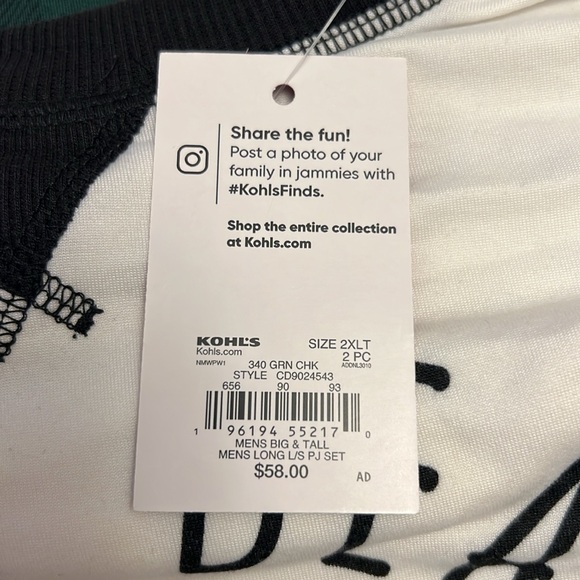 Share the fun!
Post a photo of your
family in jammies with
#KohlsFinds.
Shop the entire collection
at Kohls.com
KOHL'S SIZE 2XLT
Kohls.com 2 PC
NMWPW1 340 GRN CHK ADDNL3010
STYLE CD9024543
656 90 93
1 96194 55217 0
MENS BIG & TALL
MENS LONG L/S PJ SET
$58.00 AD